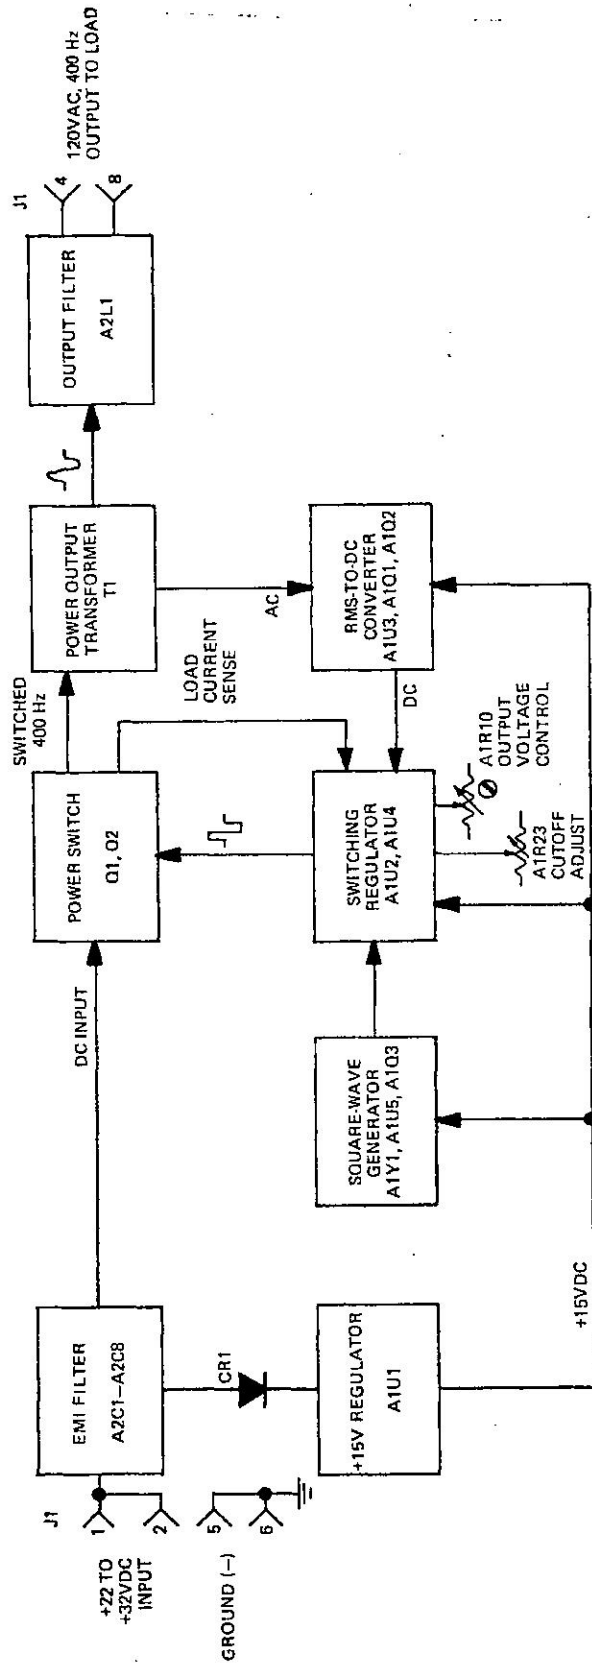 J1
+22 TO
+32VDC
INPUT
1
2
GROUND (−)
5
6
EMI FILTER
A2C1–A2C8
CR1
+15V REGULATOR
A1U1
+15VDC
DC INPUT
SQUARE-WAVE
GENERATOR
A1Y1, A1U5, A1Q3
POWER SWITCH
Q1, Q2
SWITCHING
REGULATOR
A1U2, A1U4
A1R23
CUTOFF
ADJUST
A1R10
OUTPUT
VOLTAGE
CONTROL
SWITCHED
400 Hz
LOAD
CURRENT
SENSE
POWER OUTPUT
TRANSFORMER
T1
AC
DC
RMS-TO-DC
CONVERTER
A1U3, A1Q1, A1Q2
OUTPUT FILTER
A2L1
J1
4
8
120VAC, 400 Hz
OUTPUT TO LOAD